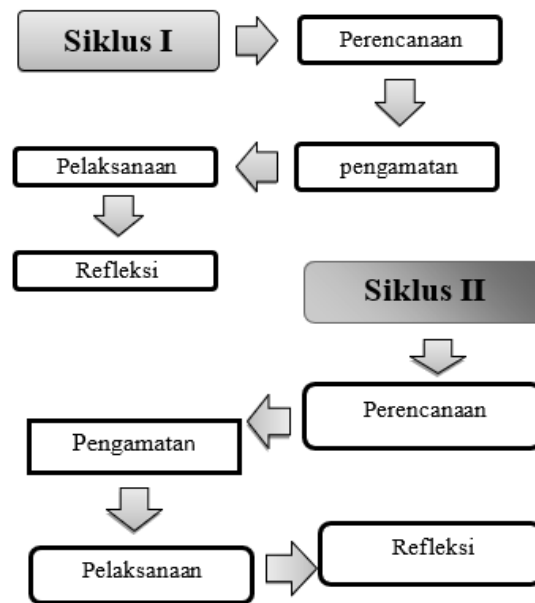 Siklus I
Perencanaan
pengamatan
Pelaksanaan
Refleksi
Siklus II
Perencanaan
Pengamatan
Pelaksanaan
Refleksi